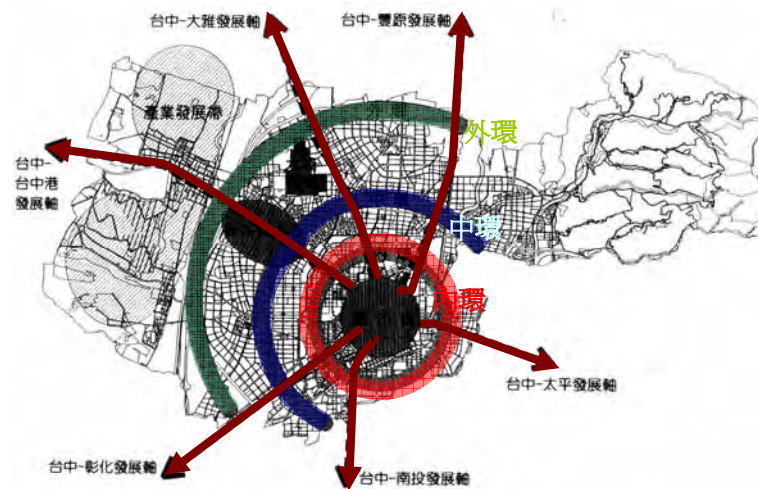 台中-大雅發展軸
台中-豐原發展軸
產業發展帶
外環
台中-
台中港
發展軸
中環
內環
台中-太平發展軸
台中-彰化發展軸
台中-南投發展軸